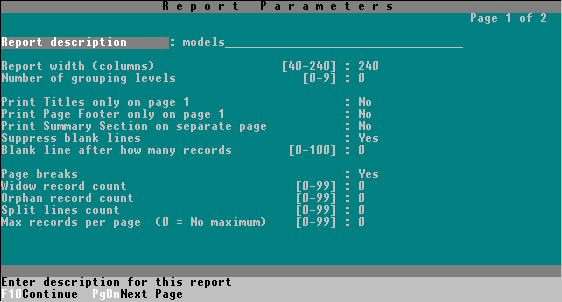 Report Parameters
Page 1 of 2
Report description : models
Report width (columns) [40-240] : 240
Number of grouping levels [0-9] : 0
Print Titles only on page 1 : No
Print Page Footer only on page 1 : No
Print Summary Section on separate page : No
Suppress blank lines : Yes
Blank line after how many records [0-100] : 0
Page breaks : Yes
Widow record count [0-99] : 0
Orphan record count [0-99] : 0
Split lines count [0-99] : 0
Max records per page (0 = No maximum) [0-99] : 0
Enter description for this report
F10Continue PgDnNext Page